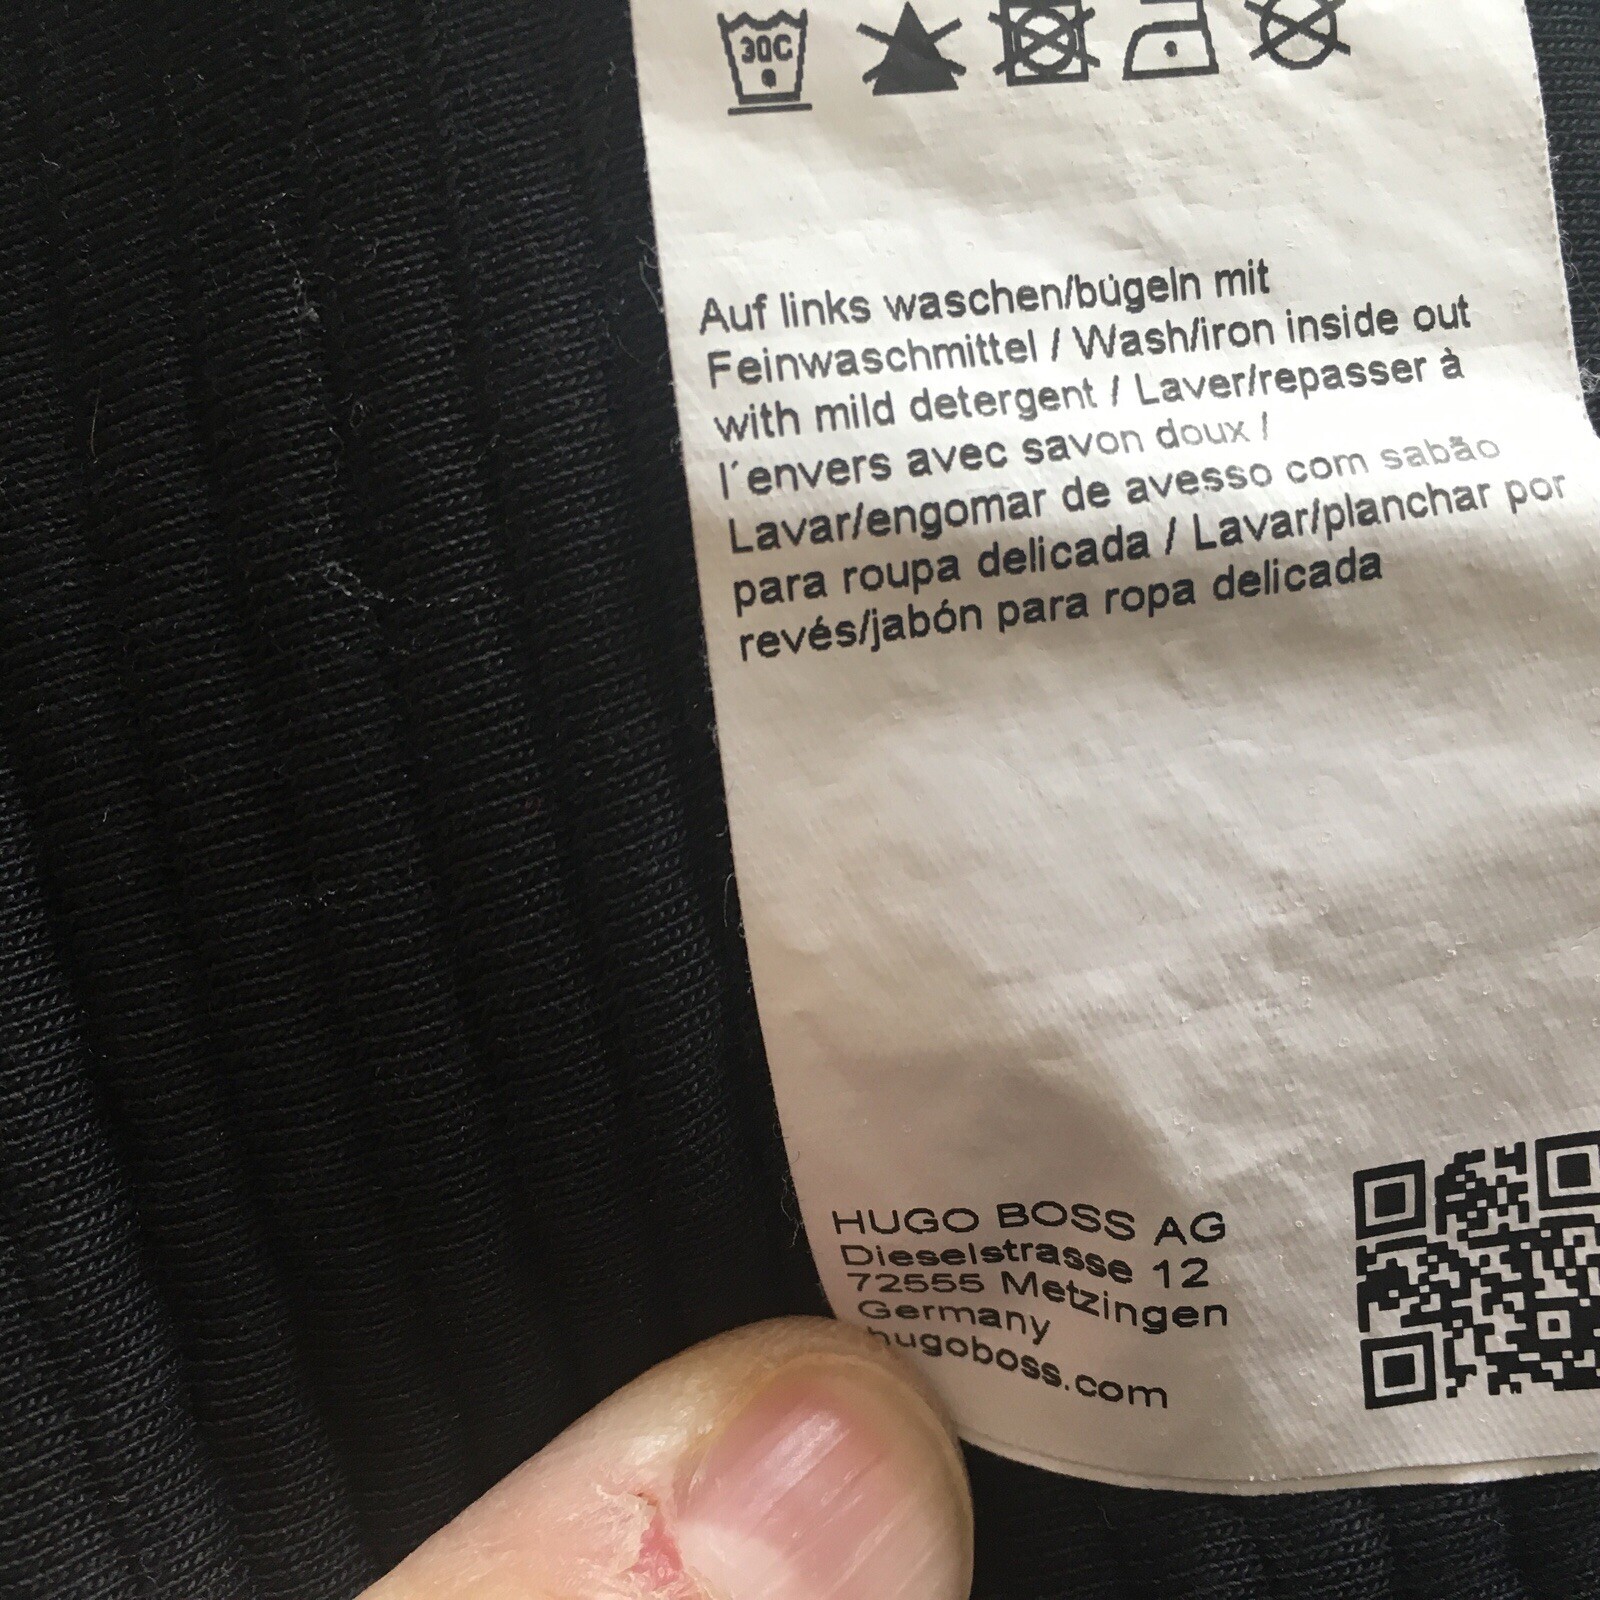 30C
Auf links waschen/bügeln mit
Feinwaschmittel / Wash/iron inside out
with mild detergent / Laver/repasser à
l´envers avec savon doux /
Lavar/engomar de avesso com sabão
para roupa delicada / Lavar/planchar por
revés/jabón para ropa delicada
HUGO BOSS AG
Dieselstrasse 12
72555 Metzingen
Germany
hugoboss.com